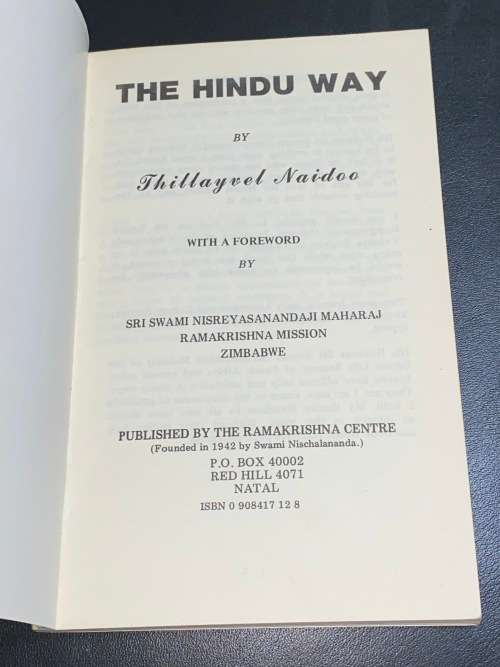 THE HINDU WAY
BY
Thillayvel Naidoo
WITH A FOREWORD
BY
SRI SWAMI NISREYASANANDAJI MAHARAJ
RAMAKRISHNA MISSION
ZIMBABWE
PUBLISHED BY THE RAMAKRISHNA CENTRE
(Founded in 1942 by Swami Nischalananda.)
P.O. BOX 40002
RED HILL 4071
NATAL
ISBN 0 908417 12 8